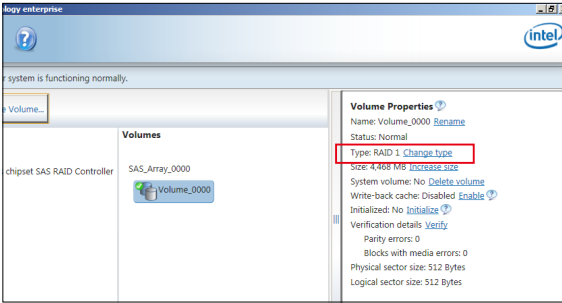 ology enterprise
intel
r system is functioning normally.
e Volume...
Volumes
s chipset SAS RAID Controller
SAS_Array_0000
Volume_0000
Volume Properties
Name: Volume_0000 Rename
Status: Normal
Type: RAID 1 Change type
Size: 4,468 MB Increase size
System volume: No Delete volume
Write-back cache: Disabled Enable
Initialized: No Initialize
Verification details Verify
Parity errors: 0
Blocks with media errors: 0
Physical sector size: 512 Bytes
Logical sector size: 512 Bytes